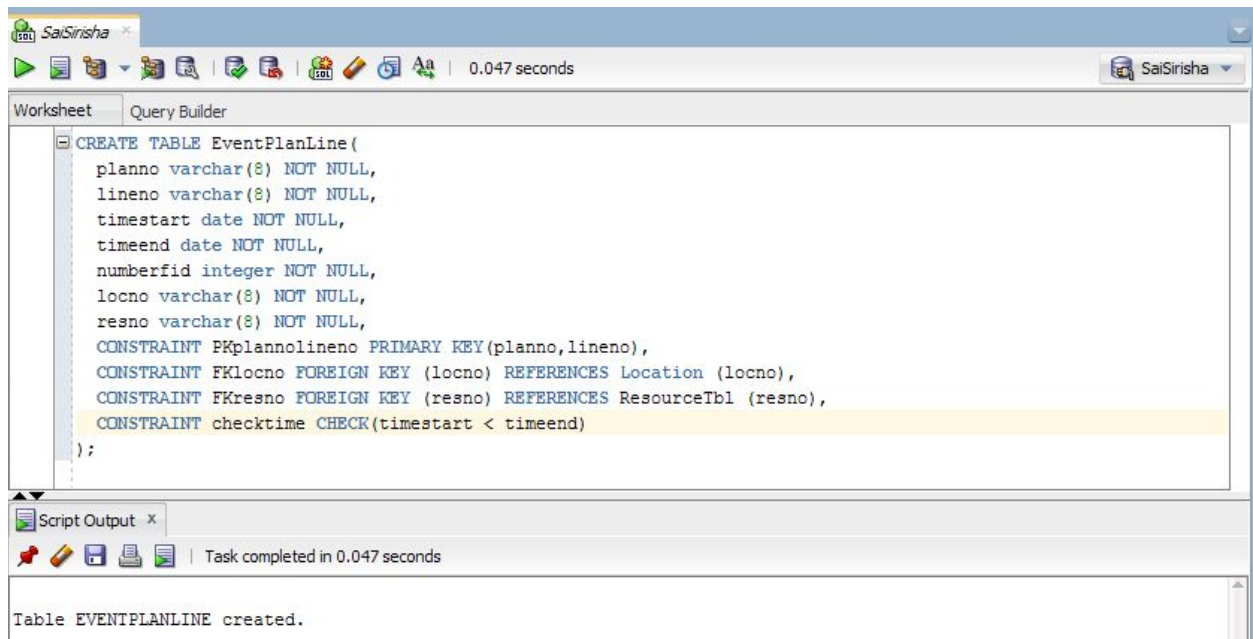 SaiSirisha
0.047 seconds
SaiSirisha
Worksheet Query Builder
CREATE TABLE EventPlanLine(
planno varchar(8) NOT NULL,
lineno varchar(8) NOT NULL,
timestart date NOT NULL,
timeend date NOT NULL,
numberfld integer NOT NULL,
locno varchar(8) NOT NULL,
resno varchar(8) NOT NULL,
CONSTRAINT PKplannolineno PRIMARY KEY(planno,lineno),
CONSTRAINT FKlocno FOREIGN KEY (locno) REFERENCES Location (locno),
CONSTRAINT FKresno FOREIGN KEY (resno) REFERENCES ResourceTbl (resno),
CONSTRAINT checktime CHECK(timestart < timeend)
);
Script Output
Task completed in 0.047 seconds
Table EVENTPLANLINE created.